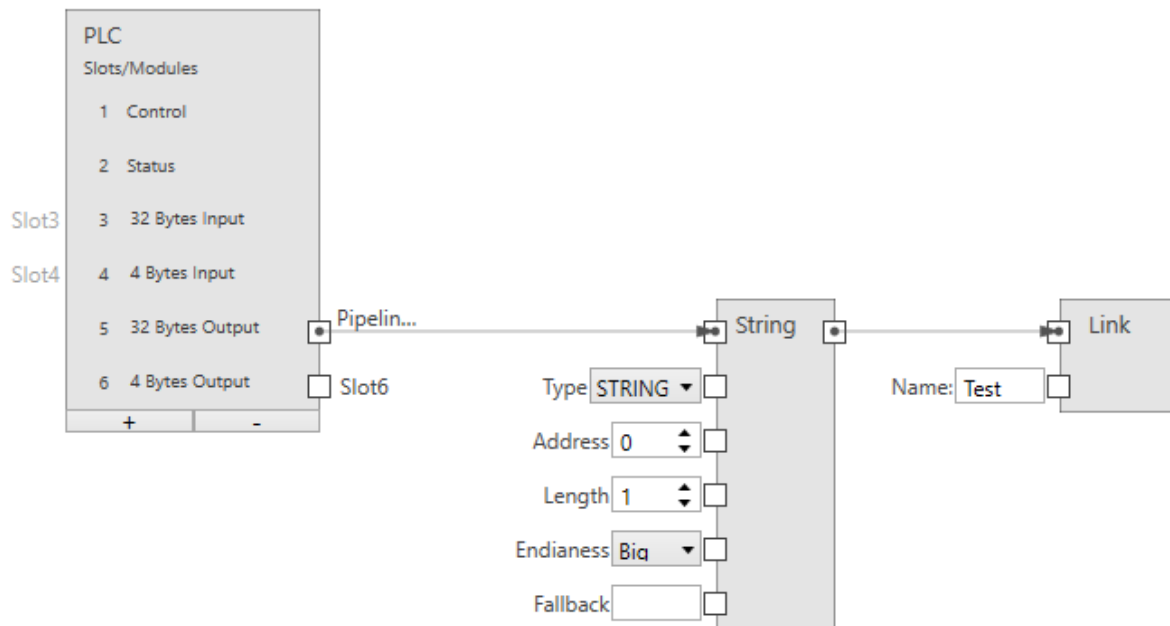 PLC
Slots/Modules
1 Control
2 Status
Slot3 3 32 Bytes Input
Slot4 4 4 Bytes Input
5 32 Bytes Output Pipelin... String Link
6 4 Bytes Output Slot6 Type STRING Name: Test
+ -
Address 0
Length 1
Endianess Big
Fallback